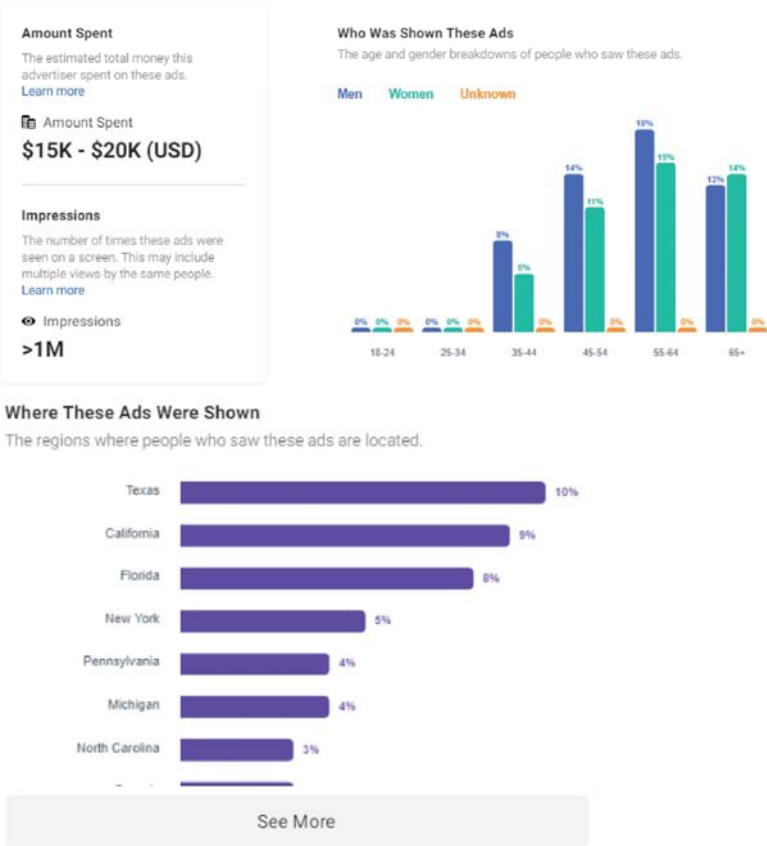 Amount Spent
The estimated total money this
advertiser spent on these ads.
Learn more
Amount Spent
$15K - $20K (USD)
Impressions
The number of times these ads were
seen on a screen. This may include
multiple views by the same people.
Learn more
Impressions
>1M
Who Was Shown These Ads
The age and gender breakdowns of people who saw these ads.
Men Women Unknown
18%
15%
14% 13% 14%
11%
8%
5%
0% 0% 0% 0% 0% 0% 0% 0% 0% 0%
18-24 25-34 35-44 45-54 55-64 65+
Where These Ads Were Shown
The regions where people who saw these ads are located.
Texas 10%
California 9%
Florida 8%
New York 5%
Pennsylvania 4%
Michigan 4%
North Carolina 3%
See More